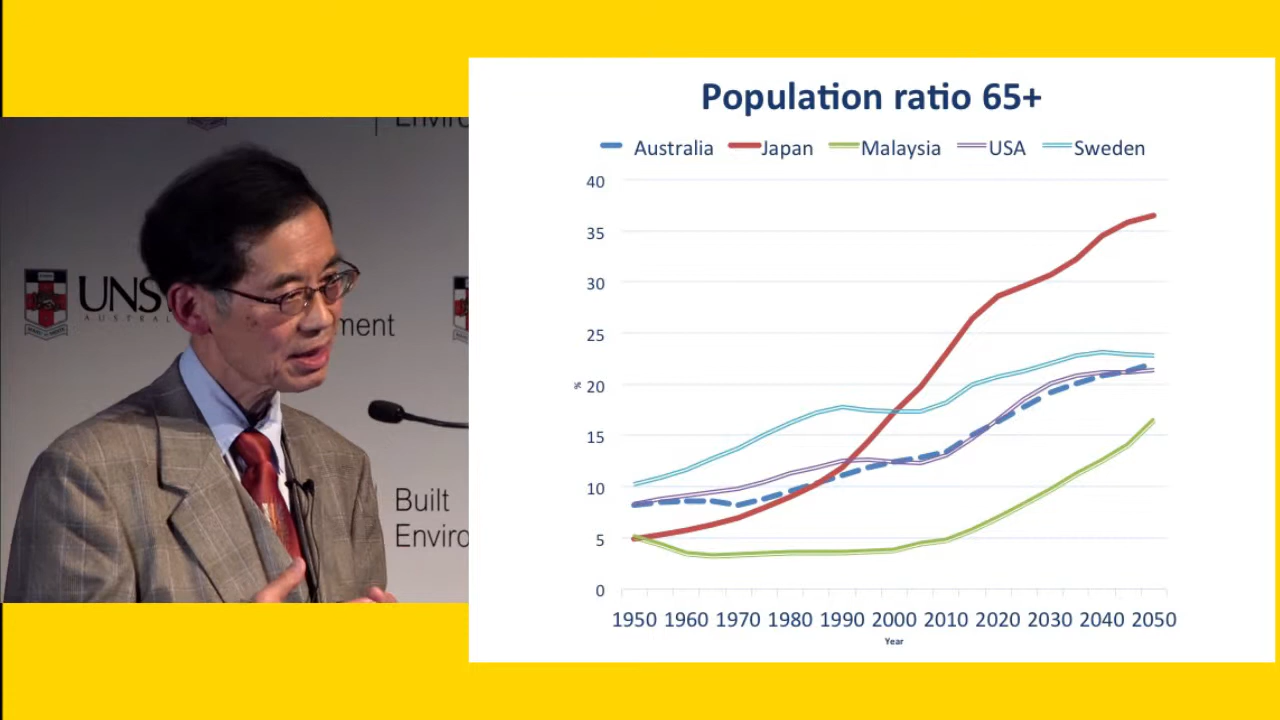 Population ratio 65+
Australia Japan Malaysia USA Sweden
40
35
30
25
20
15
10
5
0
%
1950 1960 1970 1980 1990 2000 2010 2020 2030 2040 2050
Year
UNS
AUSTRAL
ment
Built
Enviro